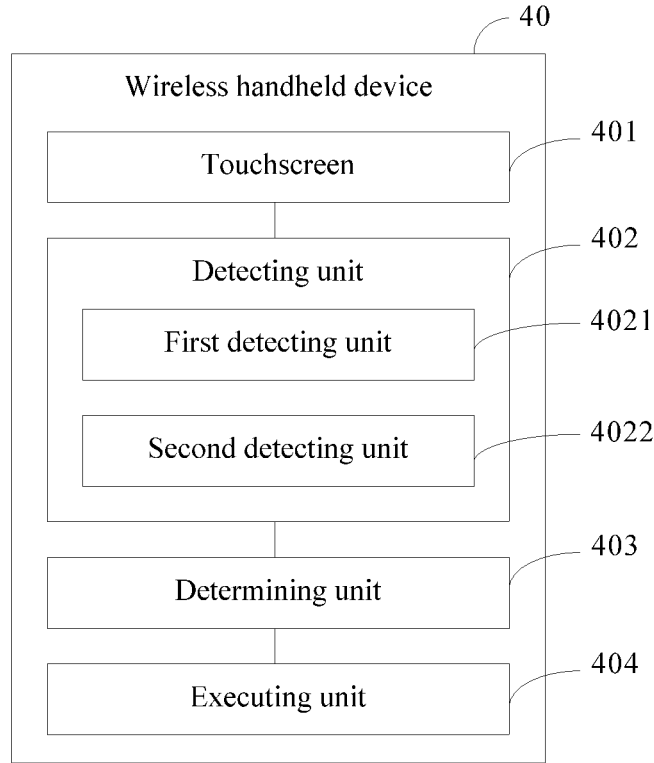 40
Wireless handheld device
401
Touchscreen
402
Detecting unit
4021
First detecting unit
4022
Second detecting unit
403
Determining unit
404
Executing unit